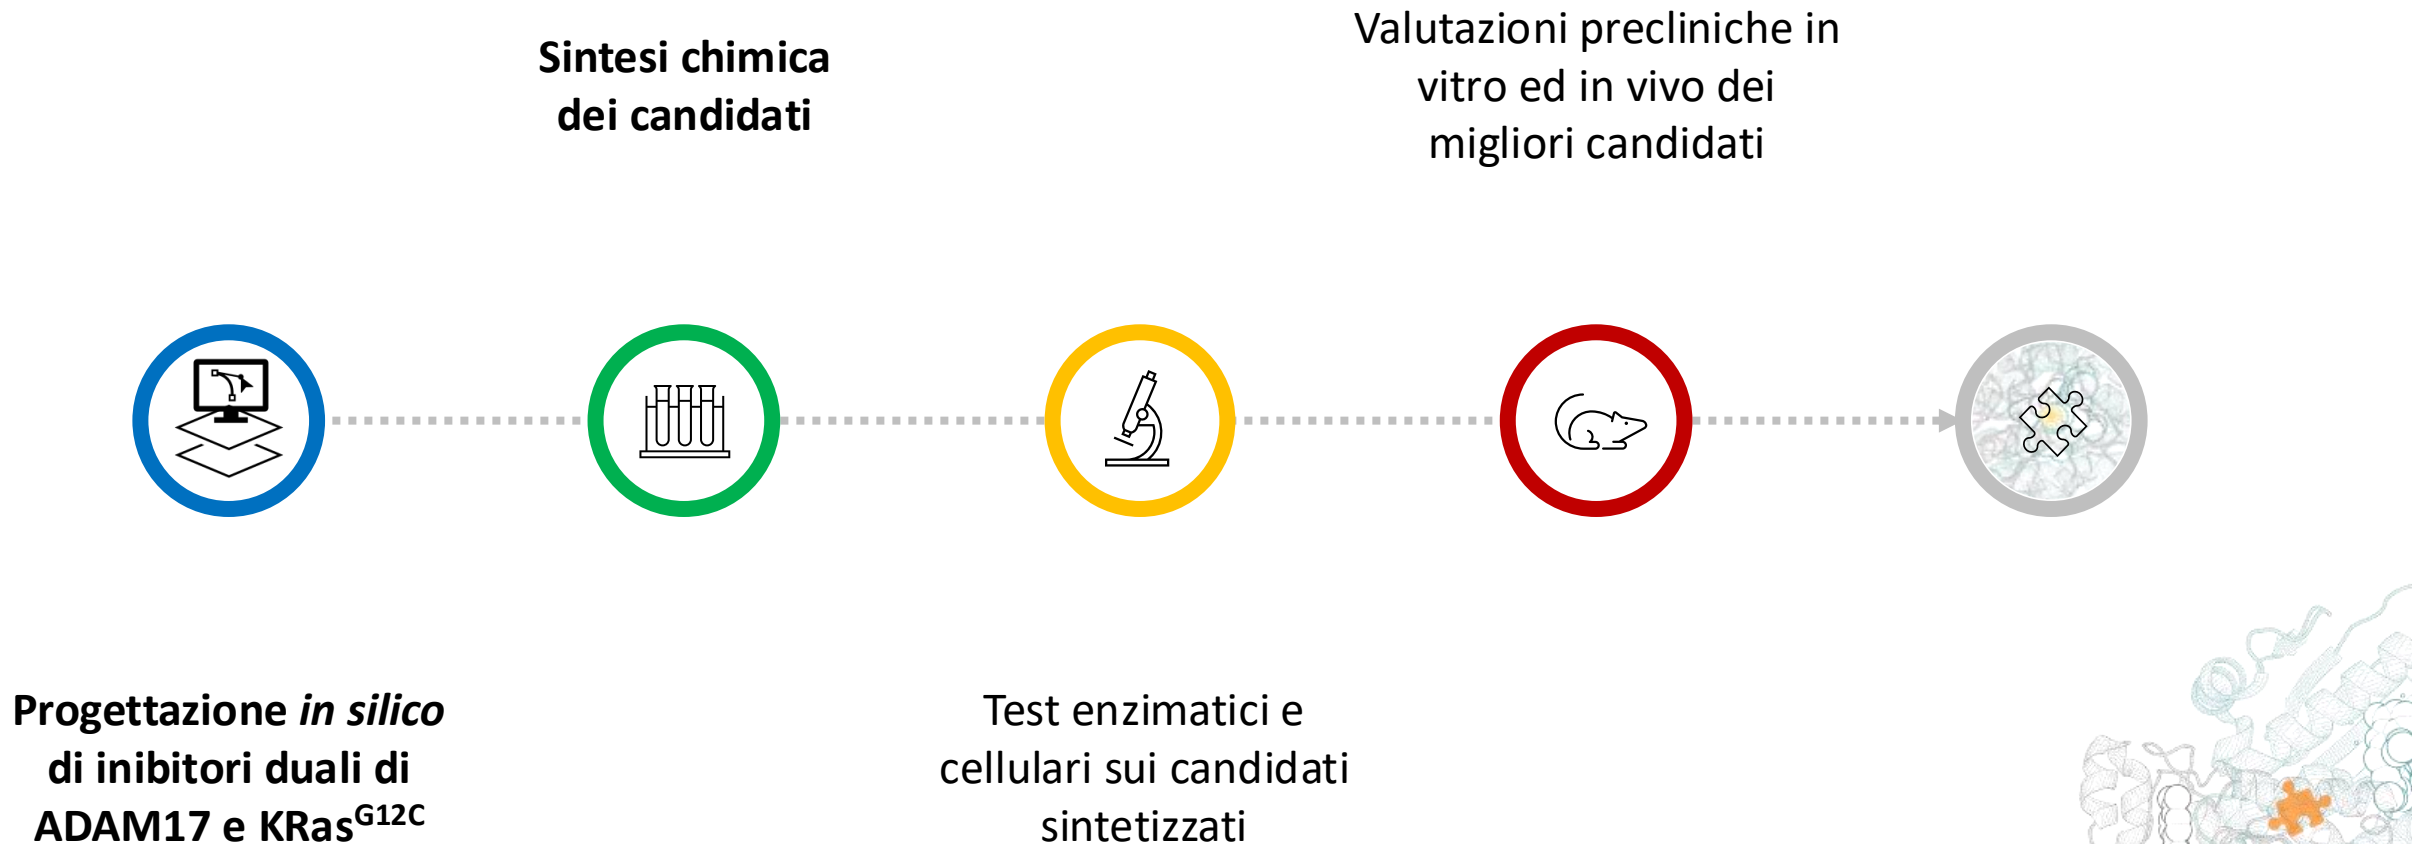 Sintesi chimica
dei candidati
Valutazioni precliniche in
vitro ed in vivo dei
migliori candidati
Progettazione in silico
di inibitori duali di
ADAM17 e KRasG12C
Test enzimatici e
cellulari sui candidati
sintetizzati